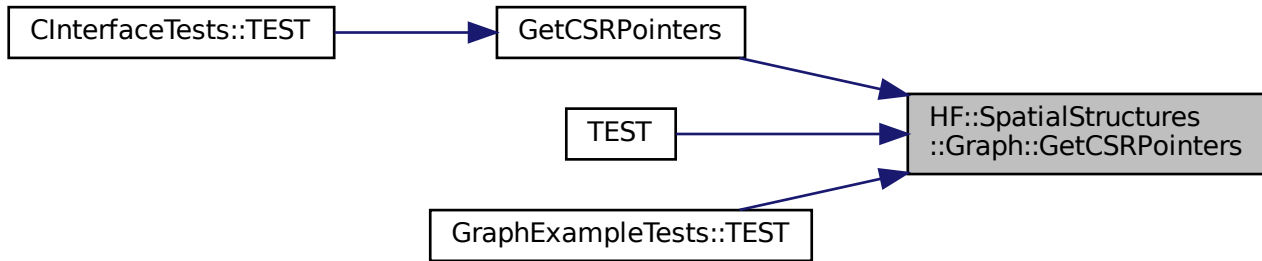 CInterfaceTests::TEST
GetCSRPointers
TEST
GraphExampleTests::TEST
HF::SpatialStructures
::Graph::GetCSRPointers